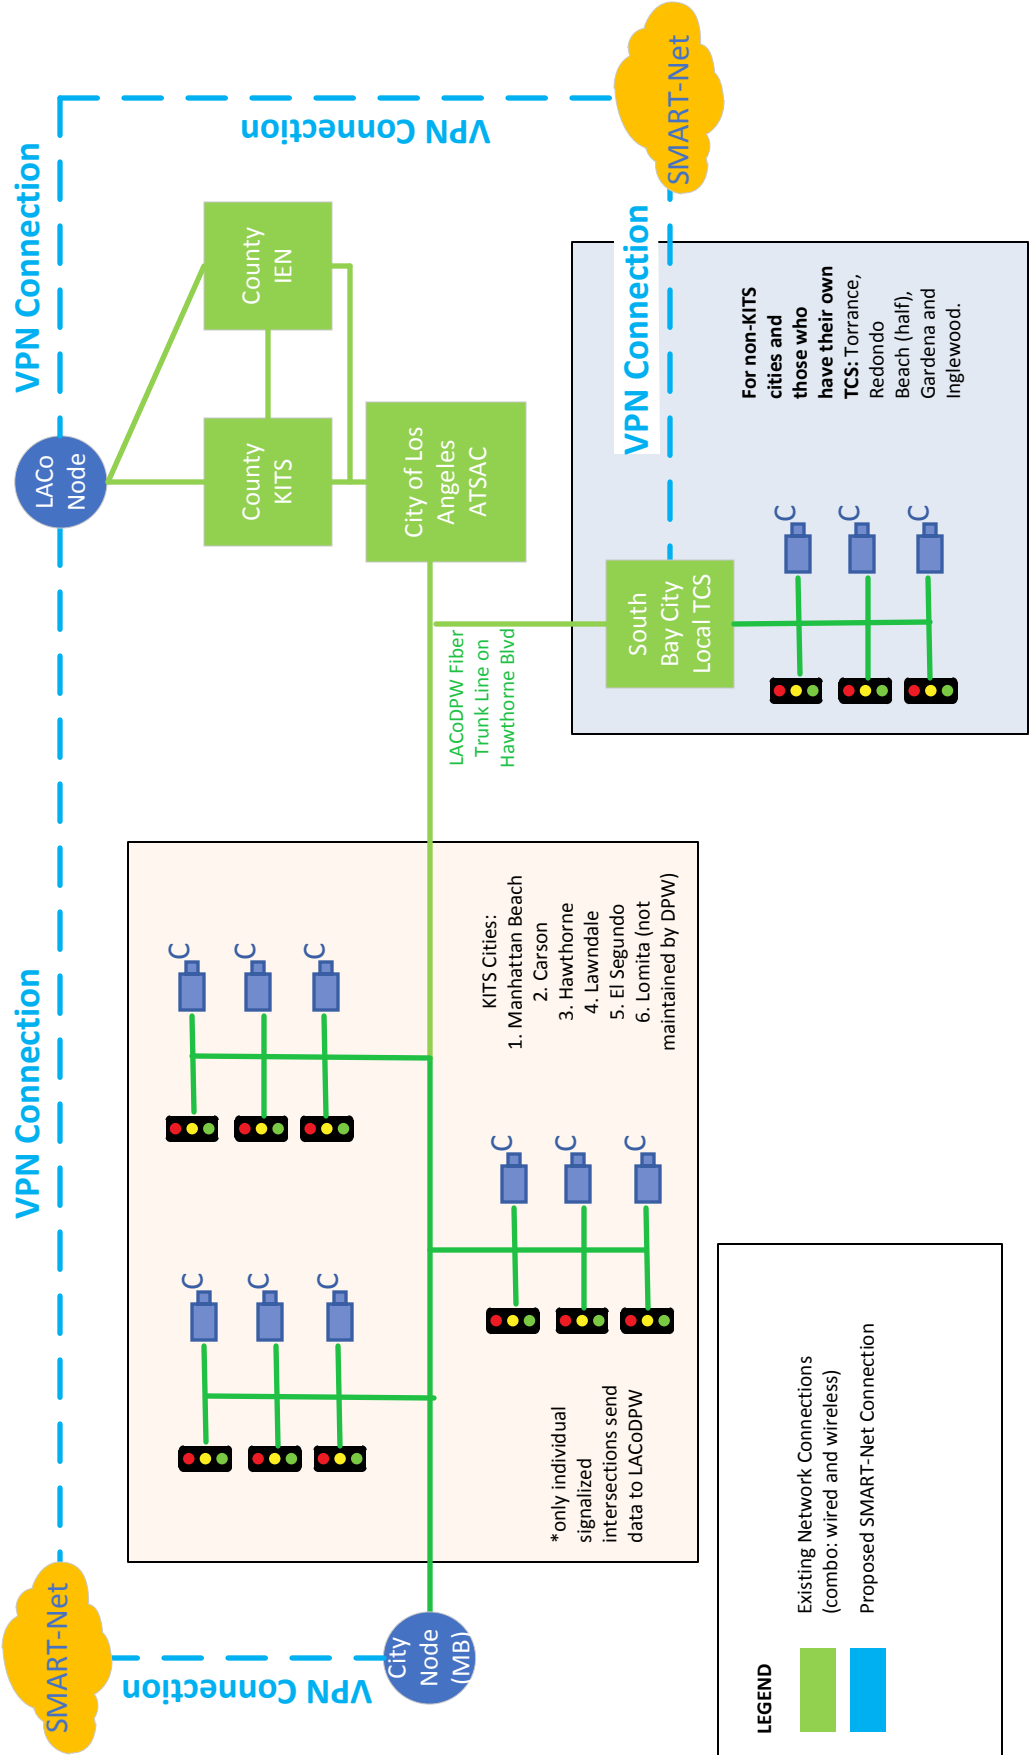 SMART-Net
VPN Connection
LACo
Node
VPN Connection
VPN Connection
SMART-Net
County
KITS
County
IEN
City of Los
Angeles
ATSAC
LACoDPW Fiber
Trunk Line on
Hawthorne Blvd
VPN Connection
City
Node
(MB)
C
C
C
C
C
C
C
C
C
*only individual
signalized
intersections send
data to LACoDPW
KITS Cities:
1. Manhattan Beach
2. Carson
3. Hawthorne
4. Lawndale
5. El Segundo
6. Lomita (not
maintained by DPW)
South
Bay City
Local TCS
VPN Connection
C
C
C
For non-KITS
cities and
those who
have their own
TCS: Torrance,
Redondo
Beach (half),
Gardena and
Inglewood.
LEGEND
Existing Network Connections
(combo: wired and wireless)
Proposed SMART-Net Connection